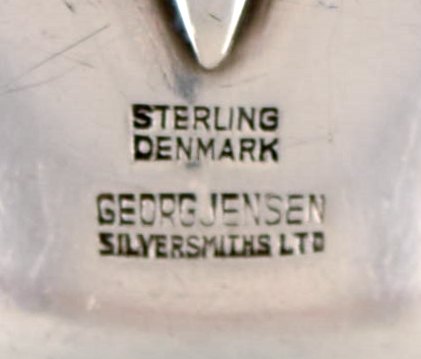 STERLING
DENMARK
GEORG JENSEN
SILVERSMITHS LTD